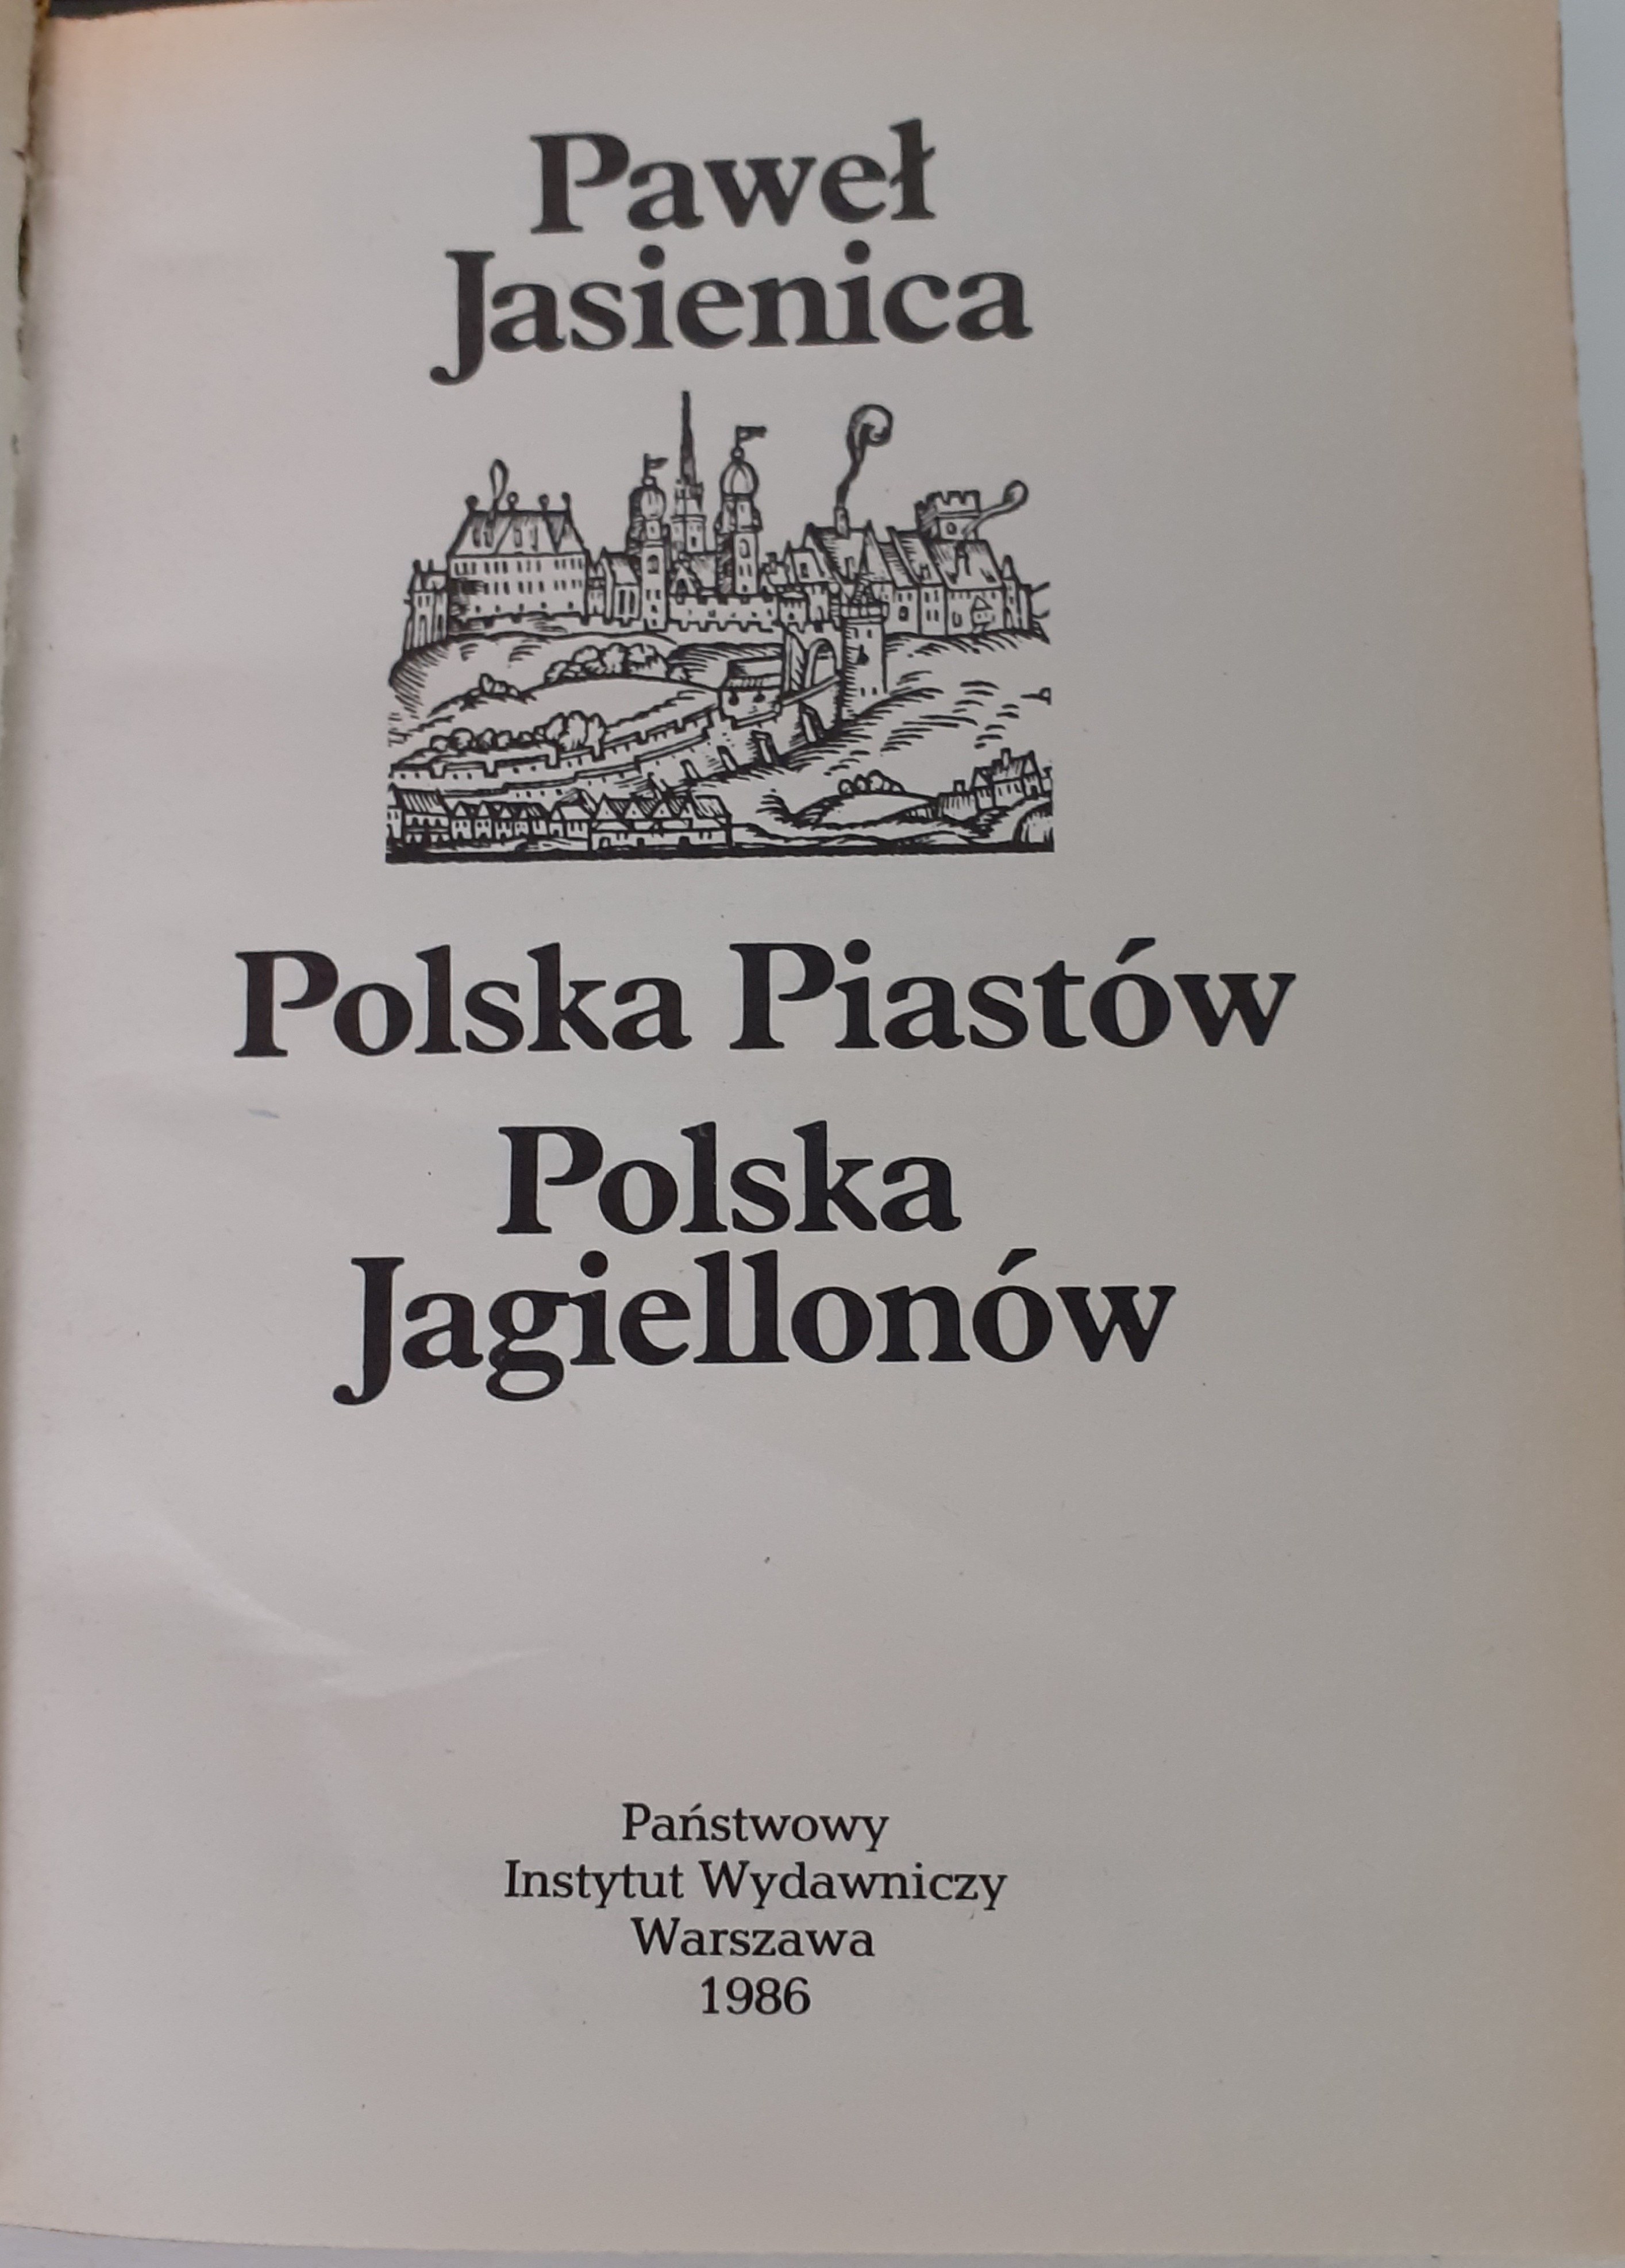 Paweł
Jasienica
Polska Piastów
Polska
Jagiellonów
Państwowy
Instytut Wydawniczy
Warszawa
1986